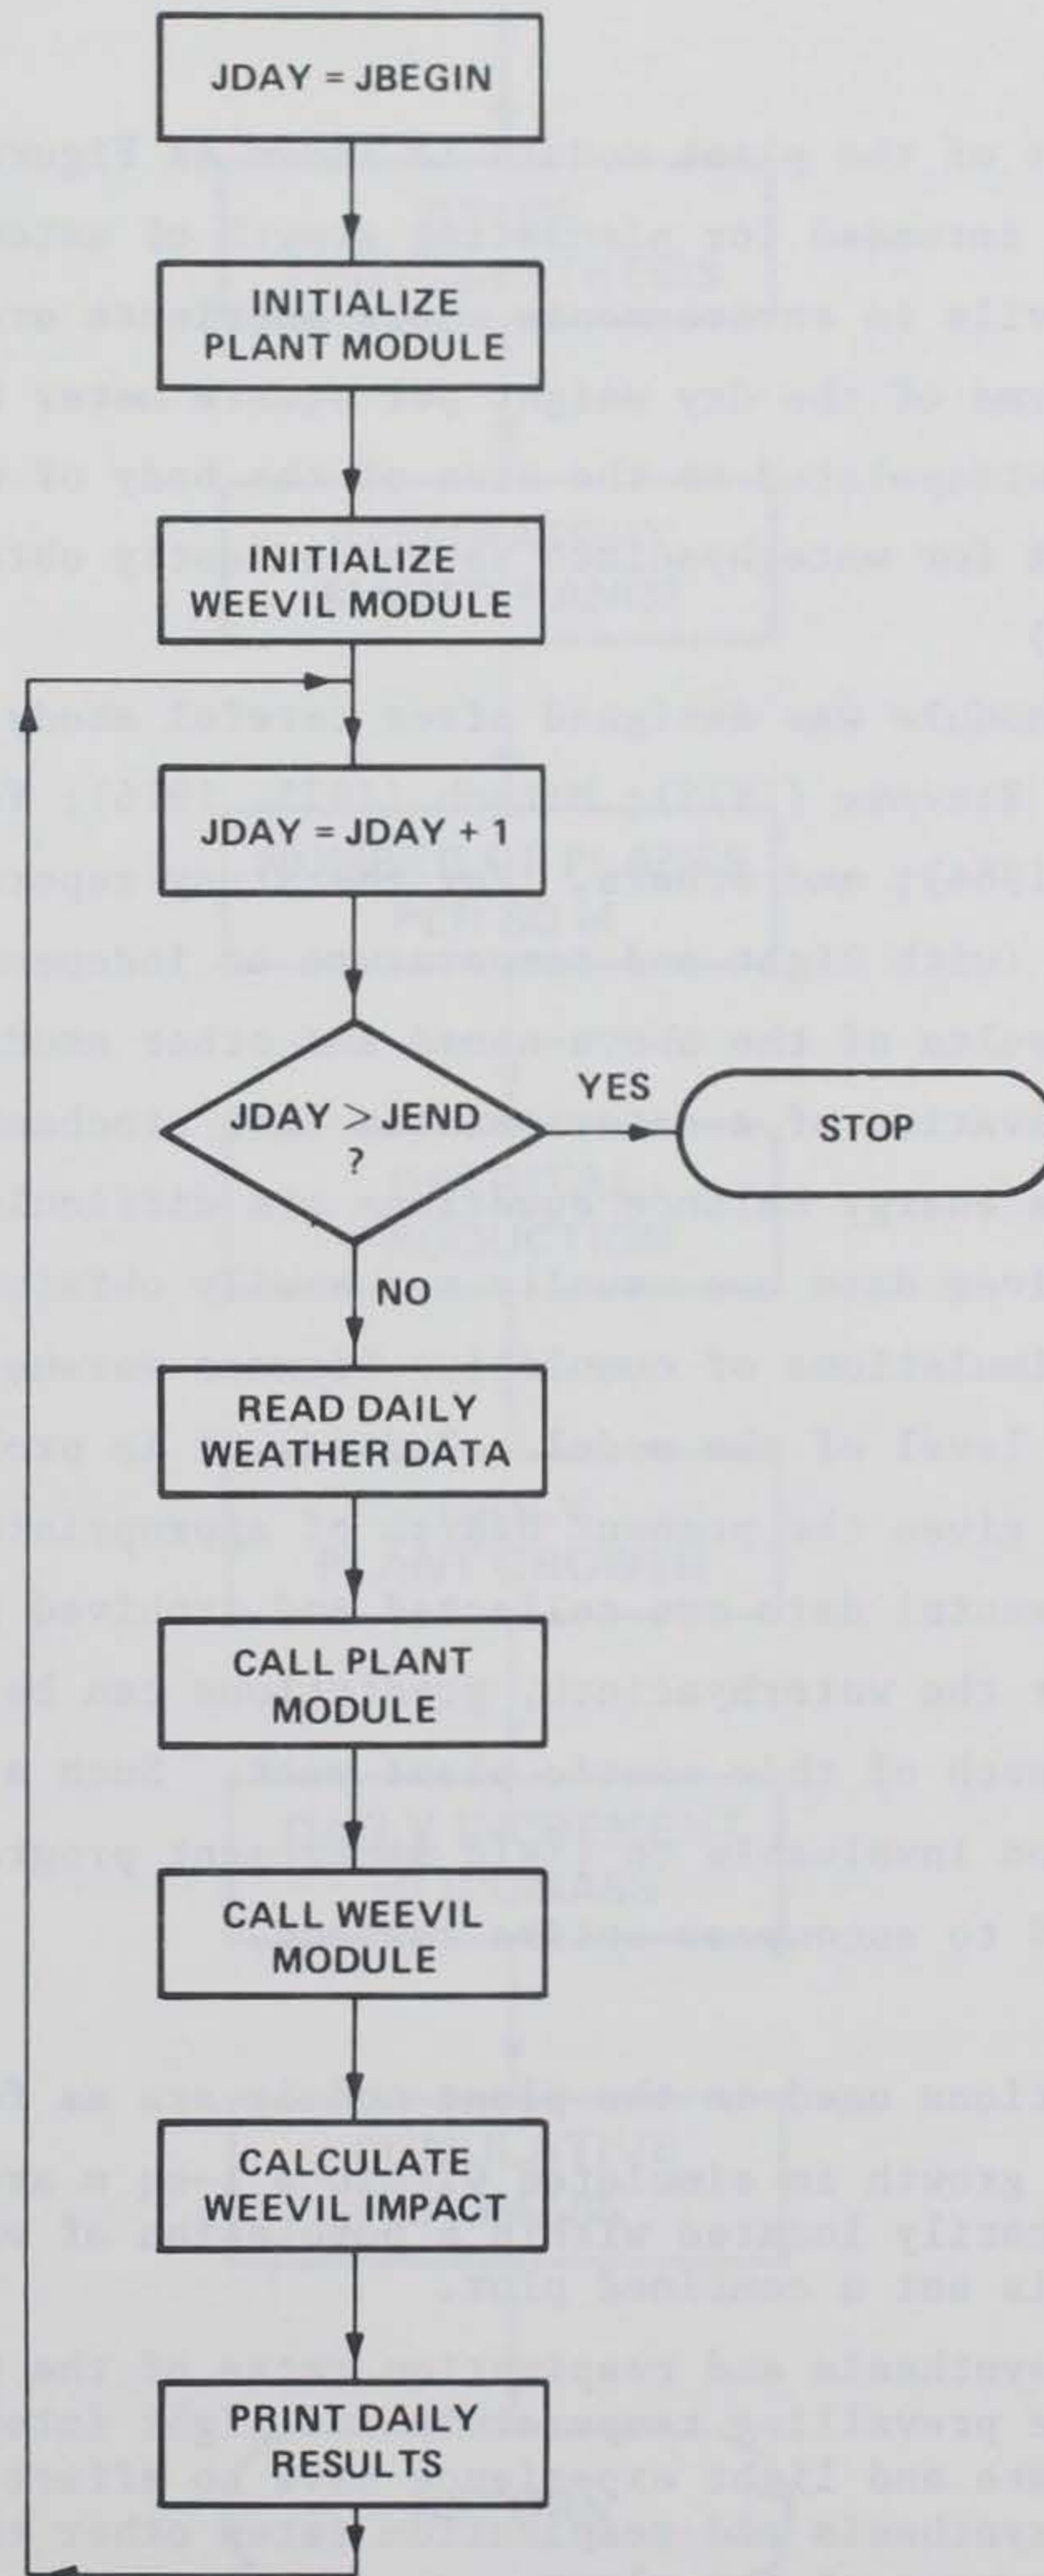 JDAY = JBEGIN
INITIALIZE
PLANT MODULE
INITIALIZE
WEEVIL MODULE
JDAY = JDAY + 1
JDAY > JEND
?
YES
STOP
NO
READ DAILY
WEATHER DATA
CALL PLANT
MODULE
CALL WEEVIL
MODULE
CALCULATE
WEEVIL IMPACT
PRINT DAILY
RESULTS